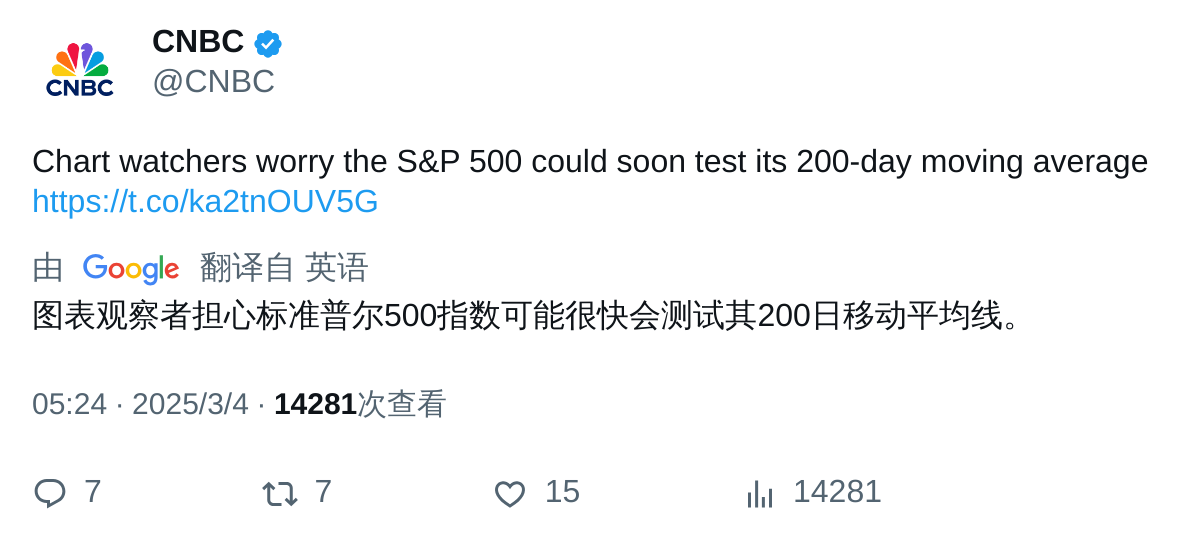 CNBC
CNBC
@CNBC
Chart watchers worry the S&P 500 could soon test its 200-day moving average
https://t.co/ka2tnOUV5G
由 Google 翻译自 英语
图表观察者担心标准普尔500指数可能很快会测试其200日移动平均线。
05:24 · 2025/3/4 · 14281次查看
7 7 15 14281